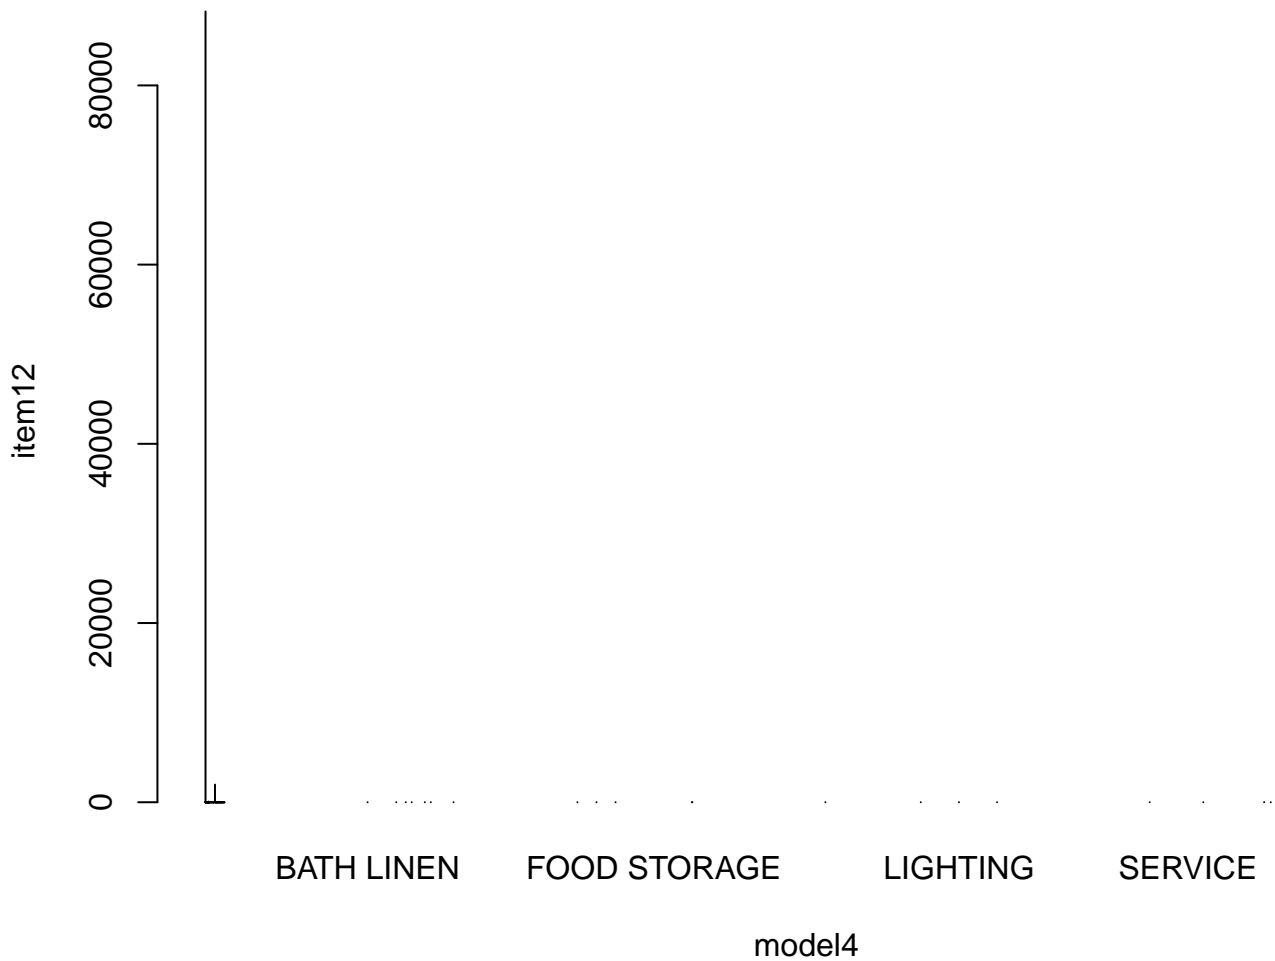 item12
80000
60000
40000
20000
0
BATH LINEN FOOD STORAGE LIGHTING SERVICE
model4